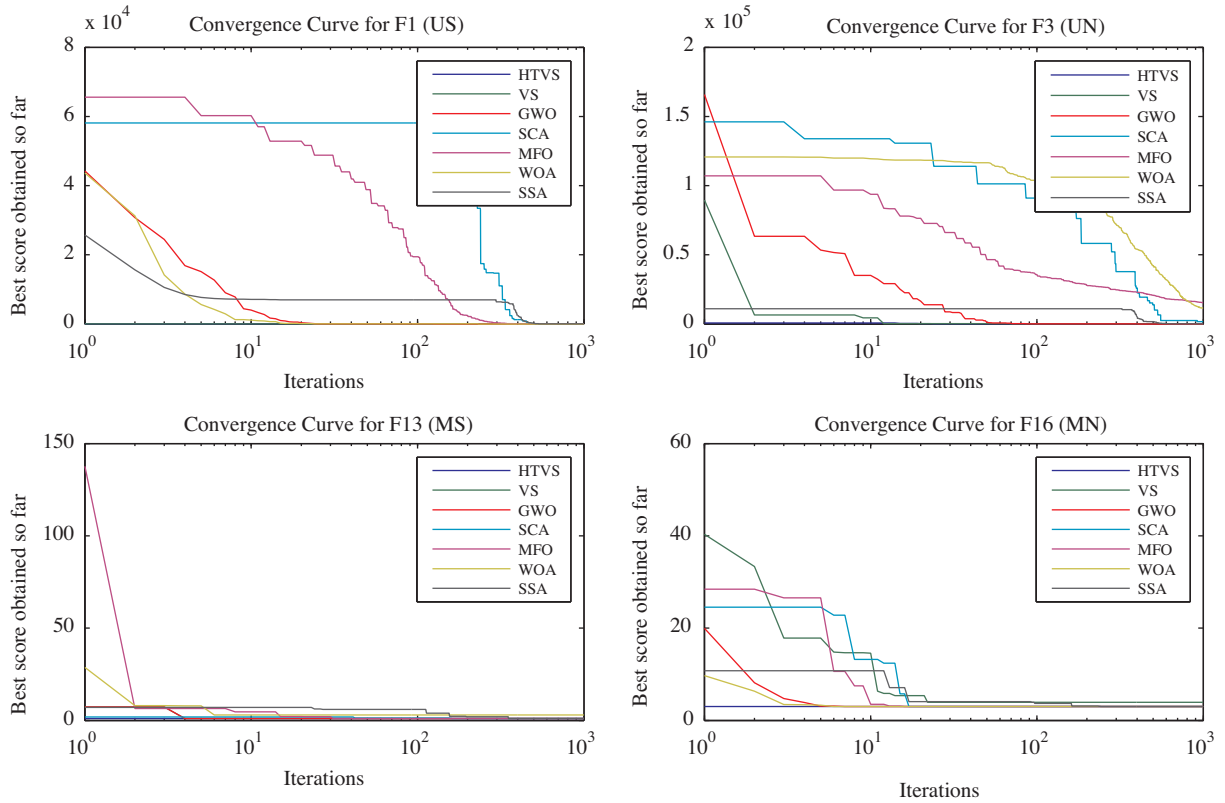 Convergence Curve for F1 (US)
x 10^4
8
6
4
2
0
10^0
10^1
10^2
10^3
Best score obtained so far
Iterations
HTVS
VS
GWO
SCA
MFO
WOA
SSA
Convergence Curve for F3 (UN)
x 10^5
2
1.5
1
0.5
0
10^0
10^1
10^2
10^3
Best score obtained so far
Iterations
HTVS
VS
GWO
SCA
MFO
WOA
SSA
Convergence Curve for F13 (MS)
150
100
50
0
10^0
10^1
10^2
10^3
Best score obtained so far
Iterations
HTVS
VS
GWO
SCA
MFO
WOA
SSA
Convergence Curve for F16 (MN)
60
40
20
0
10^0
10^1
10^2
10^3
Best score obtained so far
Iterations
HTVS
VS
GWO
SCA
MFO
WOA
SSA